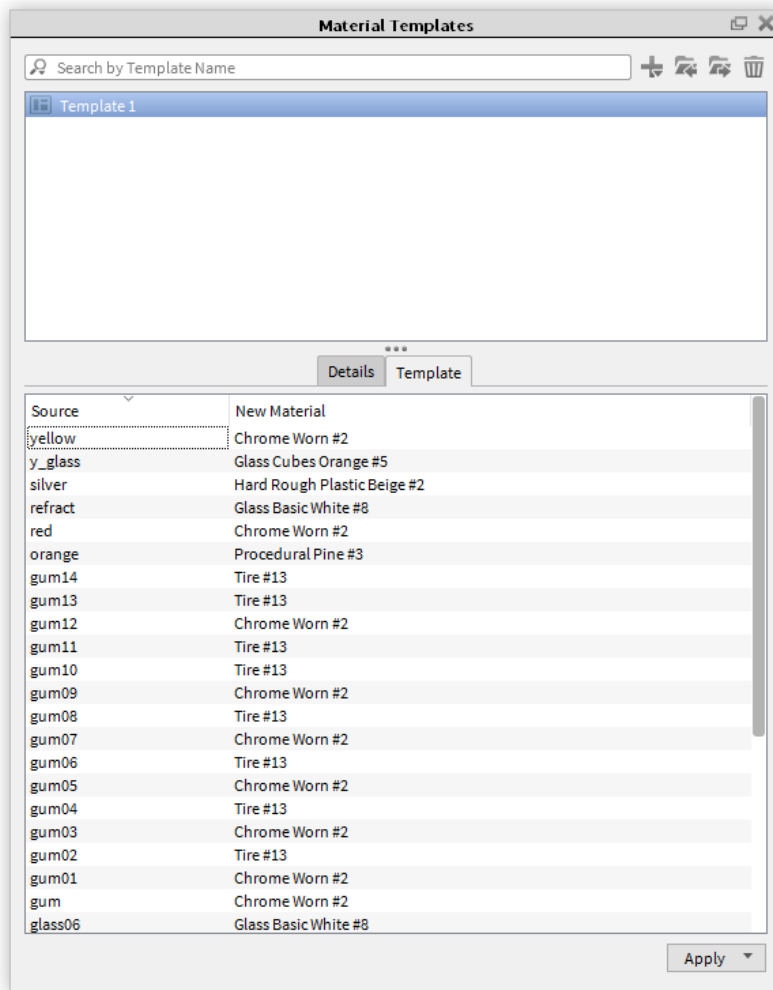 Material Templates
Search by Template Name
Template 1
Details Template
Source New Material
yellow Chrome Worn #2
y_glass Glass Cubes Orange #5
silver Hard Rough Plastic Beige #2
refract Glass Basic White #8
red Chrome Worn #2
orange Procedural Pine #3
gum14 Tire #13
gum13 Tire #13
gum12 Chrome Worn #2
gum11 Tire #13
gum10 Tire #13
gum09 Chrome Worn #2
gum08 Tire #13
gum07 Chrome Worn #2
gum06 Tire #13
gum05 Chrome Worn #2
gum04 Tire #13
gum03 Chrome Worn #2
gum02 Tire #13
gum01 Chrome Worn #2
gum Chrome Worn #2
glass06 Glass Basic White #8
Apply